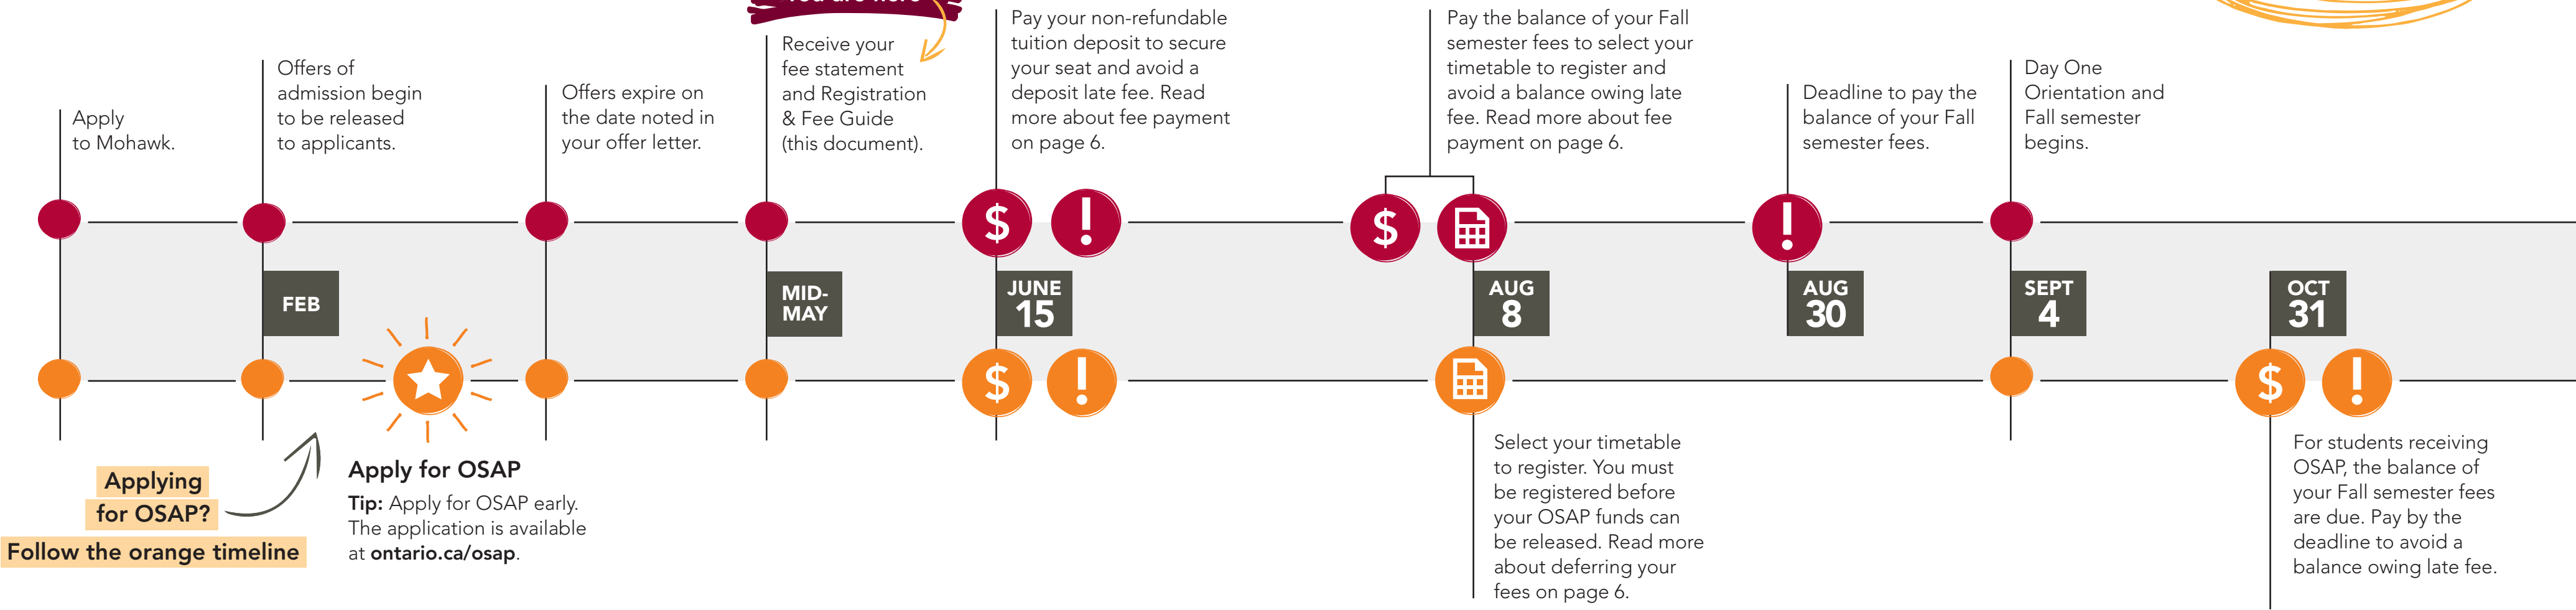 You are here
Apply
to Mohawk.
Offers of
admission begin
to be released
to applicants.
Offers expire on
the date noted in
your offer letter.
Receive your
fee statement
and Registration
& Fee Guide
(this document).
Pay your non-refundable
tuition deposit to secure
your seat and avoid a
deposit late fee. Read
more about fee payment
on page 6.
Pay the balance of your Fall
semester fees to select your
timetable to register and
avoid a balance owing late
fee. Read more about fee
payment on page 6.
Deadline to pay the
balance of your Fall
semester fees.
Day One
Orientation and
Fall semester
begins.
$
!
$
!
FEB
MID-
MAY
JUNE
15
AUG
8
AUG
30
SEPT
4
OCT
31
$
!
$
!
Applying
for OSAP?
Follow the orange timeline
Apply for OSAP
Tip: Apply for OSAP early.
The application is available
at ontario.ca/osap.
Select your timetable
to register. You must
be registered before
your OSAP funds can
be released. Read more
about deferring your
fees on page 6.
For students receiving
OSAP, the balance of
your Fall semester fees
are due. Pay by the
deadline to avoid a
balance owing late fee.